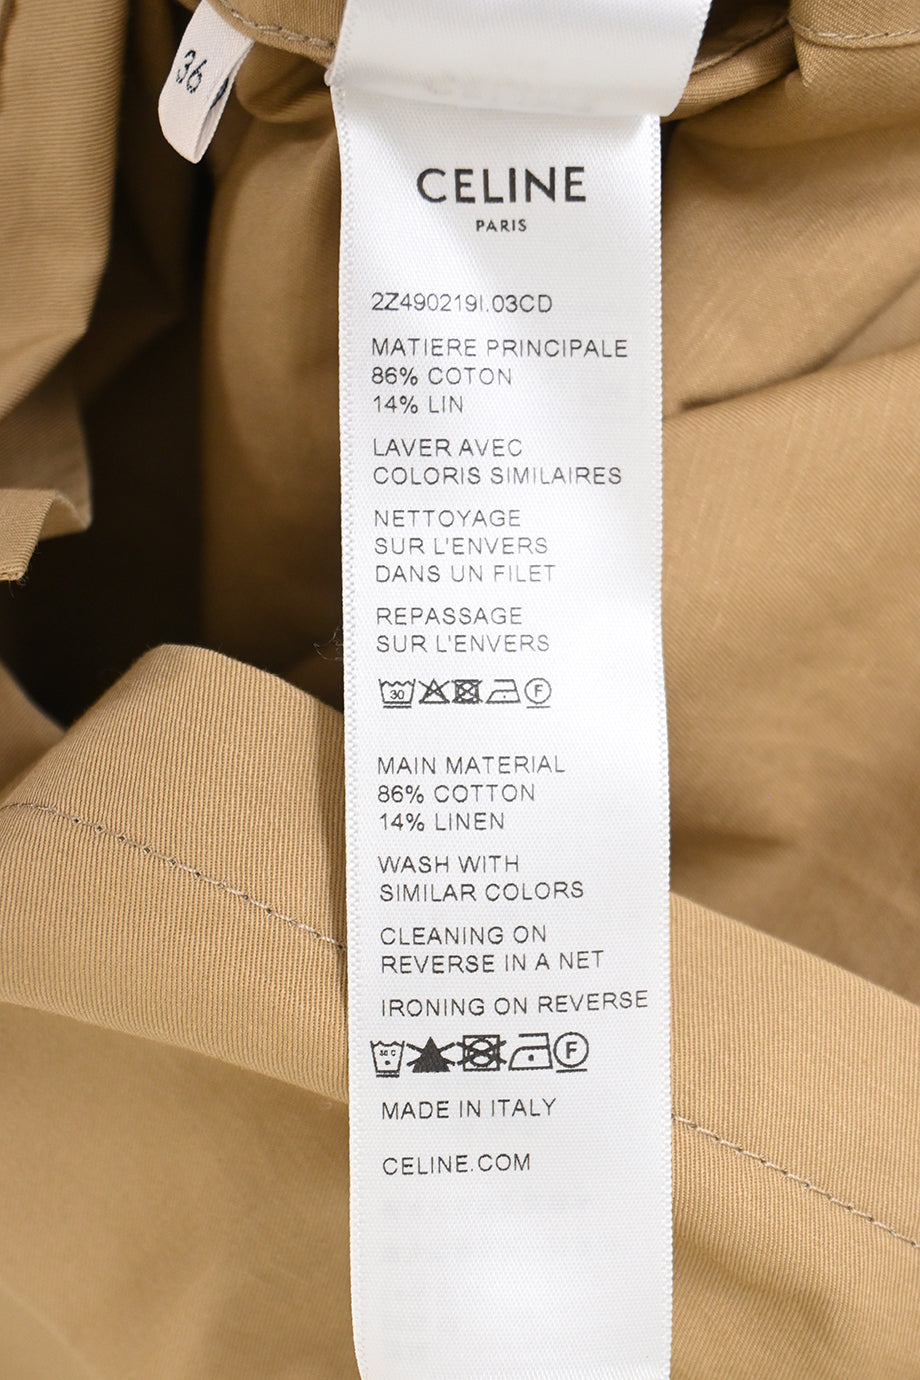 36
CELINE
PARIS
2Z490219I.03CD
MATIERE PRINCIPALE
86% COTON
14% LIN
LAVER AVEC
COLORIS SIMILAIRES
NETTOYAGE
SUR L'ENVERS
DANS UN FILET
REPASSAGE
SUR L'ENVERS
30 F
MAIN MATERIAL
86% COTTON
14% LINEN
WASH WITH
SIMILAR COLORS
CLEANING ON
REVERSE IN A NET
IRONING ON REVERSE
F
MADE IN ITALY
CELINE.COM